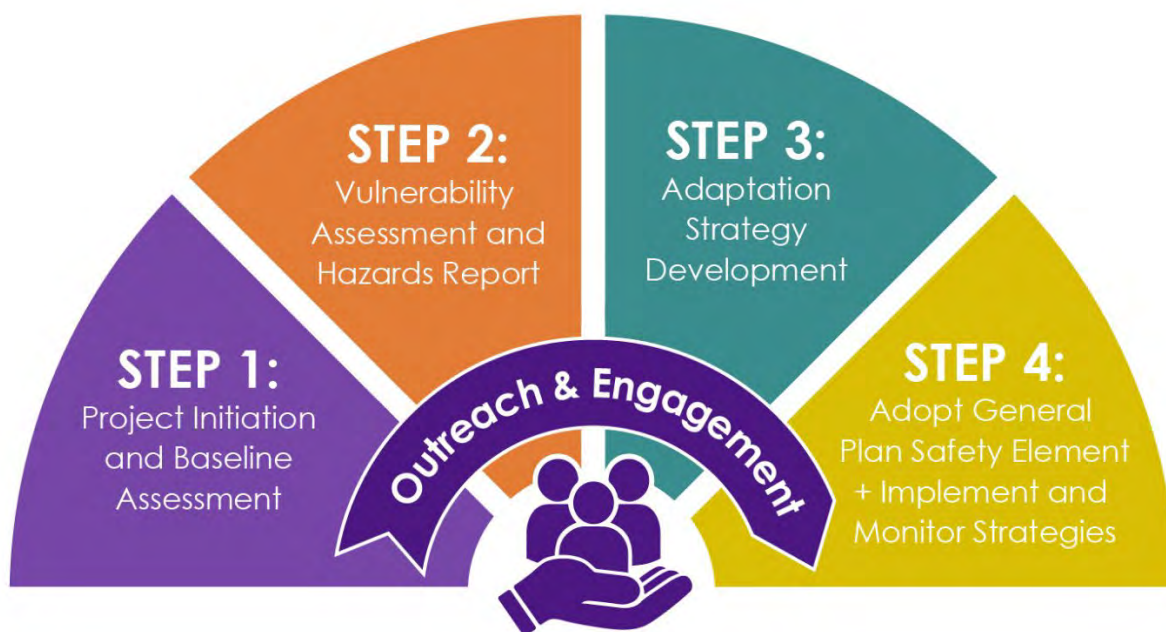 STEP 1:
Project Initiation
and Baseline
Assessment
STEP 2:
Vulnerability
Assessment and
Hazards Report
STEP 3:
Adaptation
Strategy
Development
STEP 4:
Adopt General
Plan Safety Element
+ Implement and
Monitor Strategies
Outreach & Engagement